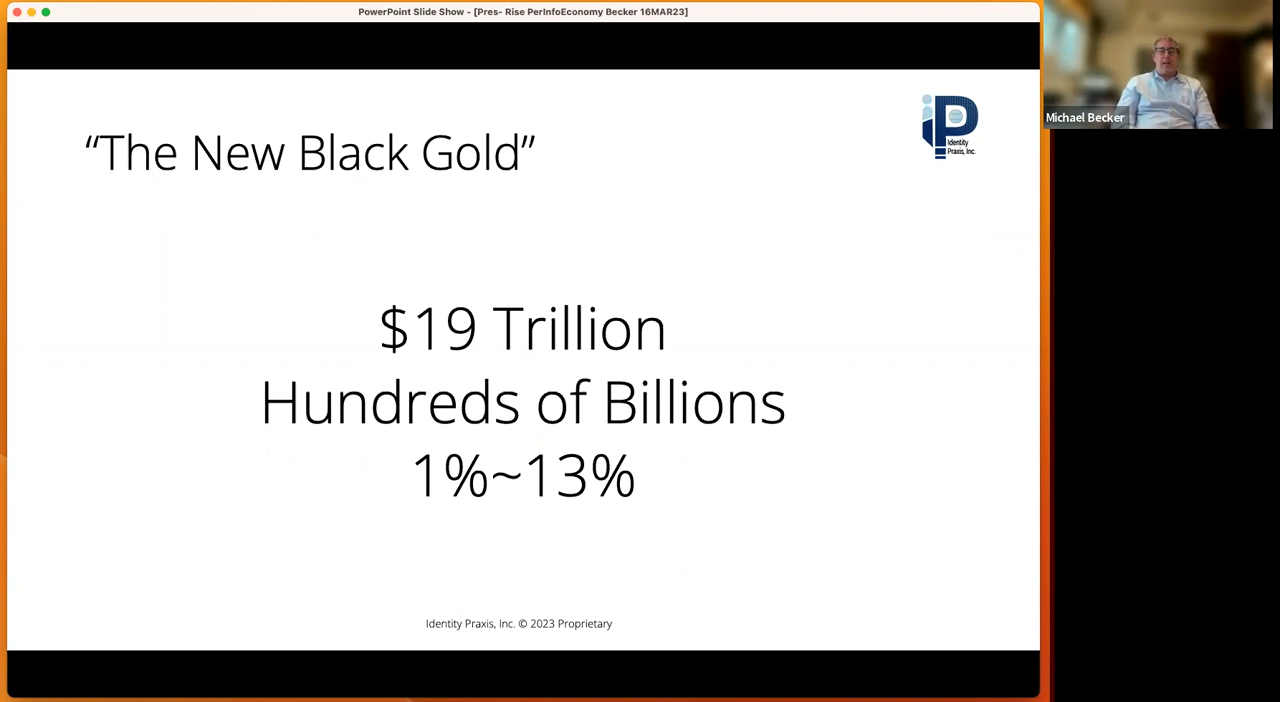 PowerPoint Slide Show - [Pres- Rise PerInfoEconomy Becker 16MAR23]
“The New Black Gold”
iP
Identity
Praxis, Inc.
Michael Becker
$19 Trillion
Hundreds of Billions
1%~13%
Identity Praxis, Inc. © 2023 Proprietary